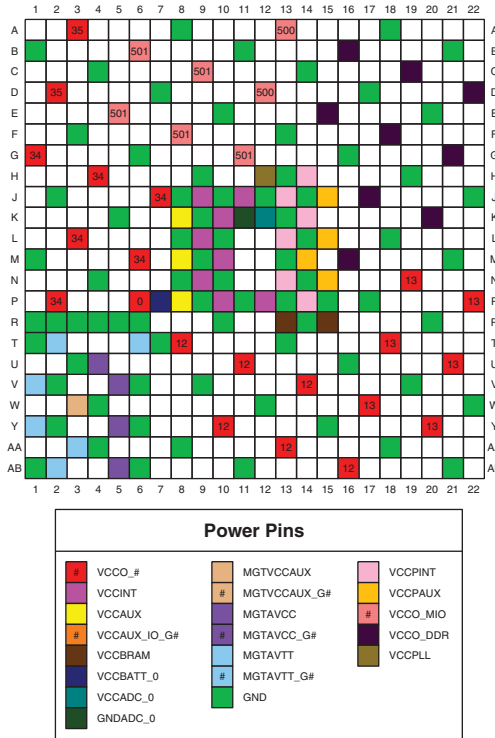 1 2 3 4 5 6 7 8 9 10 11 12 13 14 15 16 17 18 19 20 21 22
A 35 500
B 501
C 501
D 35 500
E 501
F 501
G 34 501
H 34
J 34
K
L 34
M 34
N 13
P 34 0 13
R
T 12 13
U 12 13
V 12
W 13
Y 12 13
AA 12
AB 12
1 2 3 4 5 6 7 8 9 10 11 12 13 14 15 16 17 18 19 20 21 22
Power Pins
# VCCO_#
VCCINT
VCCAUX
# VCCAUX_IO_G#
VCCBRAM
VCCBATT_0
VCCADC_0
GNDADC_0
MGTVCCAUX
# MGTVCCAUX_G#
MGTAVCC
# MGTAVCC_G#
MGTAVTT
# MGTAVTT_G#
GND
VCCPINT
VCCPAUX
# VCCO_MIO
VCCO_DDR
VCCPLL